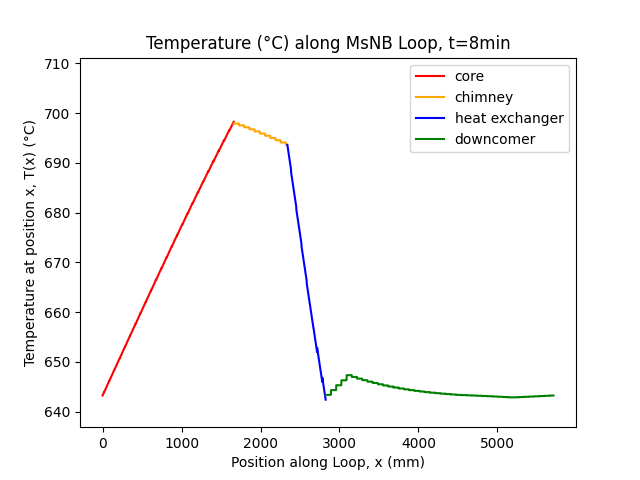 Temperature (°C) along MsNB Loop, t=8min
core
chimney
heat exchanger
downcomer
Temperature at position x, T(x) (°C)
710
700
690
680
670
660
650
640
0 1000 2000 3000 4000 5000
Position along Loop, x (mm)